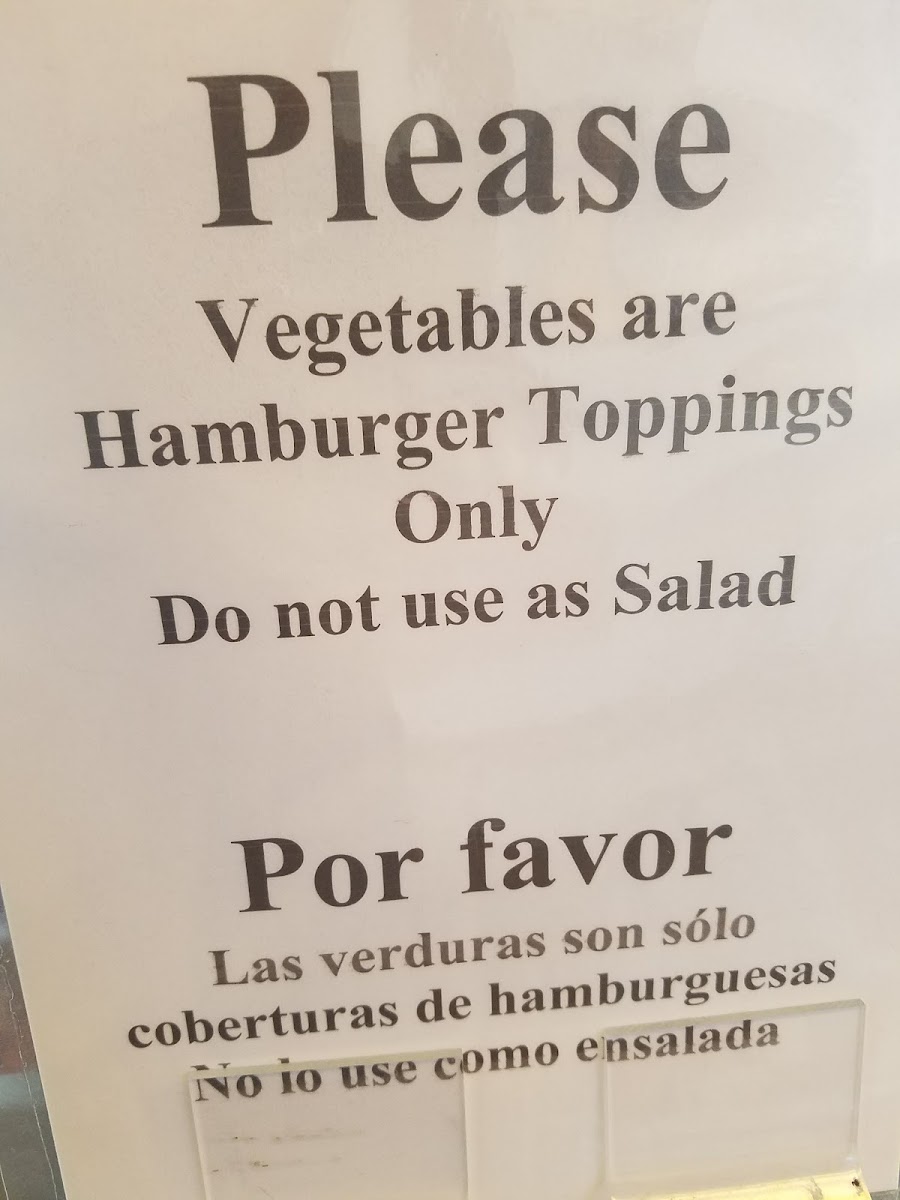 Please
Vegetables are
Hamburger Toppings
Only
Do not use as Salad
Por favor
Las verduras son sólo
coberturas de hamburguesas
No lo use como ensalada